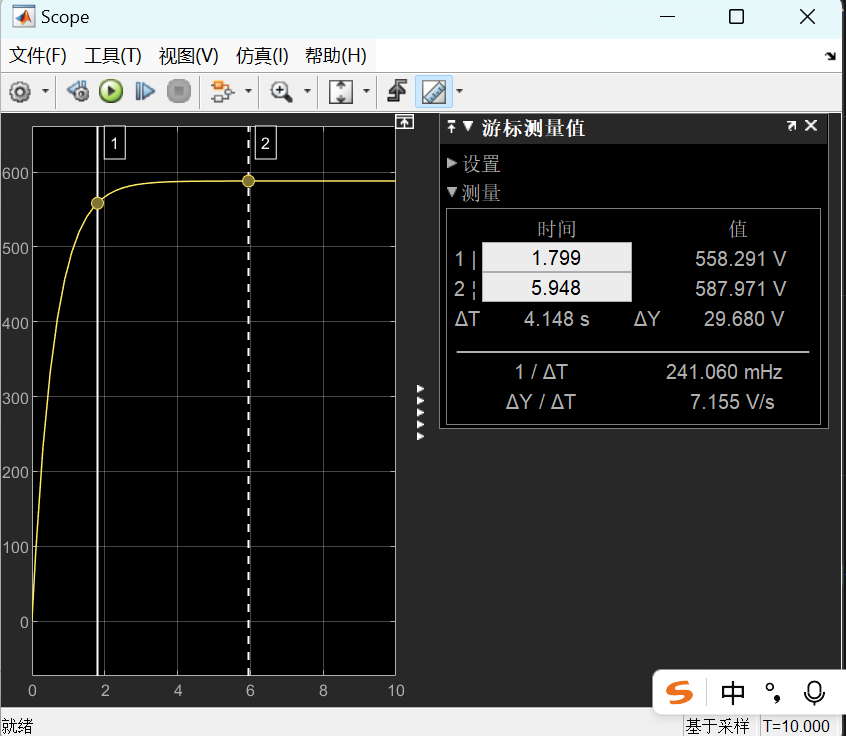 Scope
文件(F) 工具(T) 视图(V) 仿真(I) 帮助(H)
1
2
600
500
400
300
200
100
0
0 2 4 6 8 10
游标测量值
设置
测量
时间 值
1 | 1.799 558.291 V
2 ¦ 5.948 587.971 V
ΔT 4.148 s ΔY 29.680 V
1 / ΔT 241.060 mHz
ΔY / ΔT 7.155 V/s
S 中 °,
就绪 基于采样 T=10.000